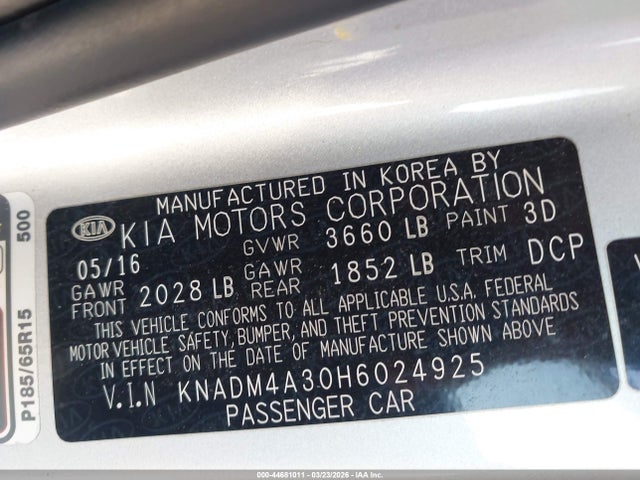 MANUFACTURED IN KOREA BY
KIA KIA MOTORS CORPORATION
05/16 GVWR 3660 LB PAINT 3D
GAWR FRONT 2028 LB GAWR REAR 1852 LB TRIM DCP
THIS VEHICLE CONFORMS TO ALL APPLICABLE U.S.A. FEDERAL
MOTOR VEHICLE SAFETY, BUMPER, AND THEFT PREVENTION STANDARDS
IN EFFECT ON THE DATE OF MANUFACTURE SHOWN ABOVE
V.I.N KNADM4A30H6024925
PASSENGER CAR
P185/65R15 500
000-44681011 - 03/23/2026 - IAA Inc.